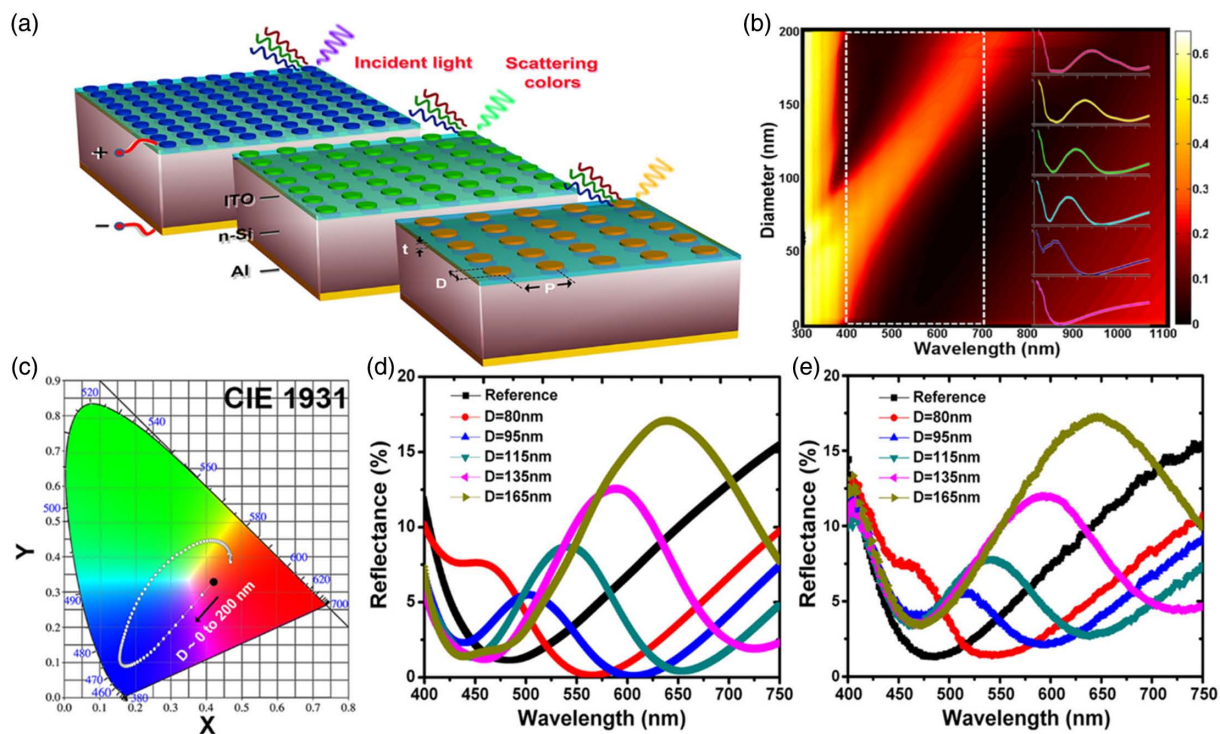 (a)
Incident light
Scattering
colors
+
−
ITO
n-Si
Al
t
D
P
(b)
Diameter (nm)
200
150
100
50
0
300 400 500 600 700 800 900 1000 1100
Wavelength (nm)
0.6
0.5
0.4
0.3
0.2
0.1
0
(c)
CIE 1931
Y
0.9
0.8
0.7
0.6
0.5
0.4
0.3
0.2
0.1
0.0
0.0 0.1 0.2 0.3 0.4 0.5 0.6 0.7 0.8
X
520
540
560
580
600
620
700
500
490
480
470
460
380
D ~ 0 to 200 nm
(d)
Reflectance (%)
20
15
10
5
0
Reference
D=80nm
D=95nm
D=115nm
D=135nm
D=165nm
400 450 500 550 600 650 700 750
Wavelength (nm)
(e)
Reflectance (%)
20
15
10
5
0
Reference
D=80nm
D=95nm
D=115nm
D=135nm
D=165nm
400 450 500 550 600 650 700 750
Wavelength (nm)